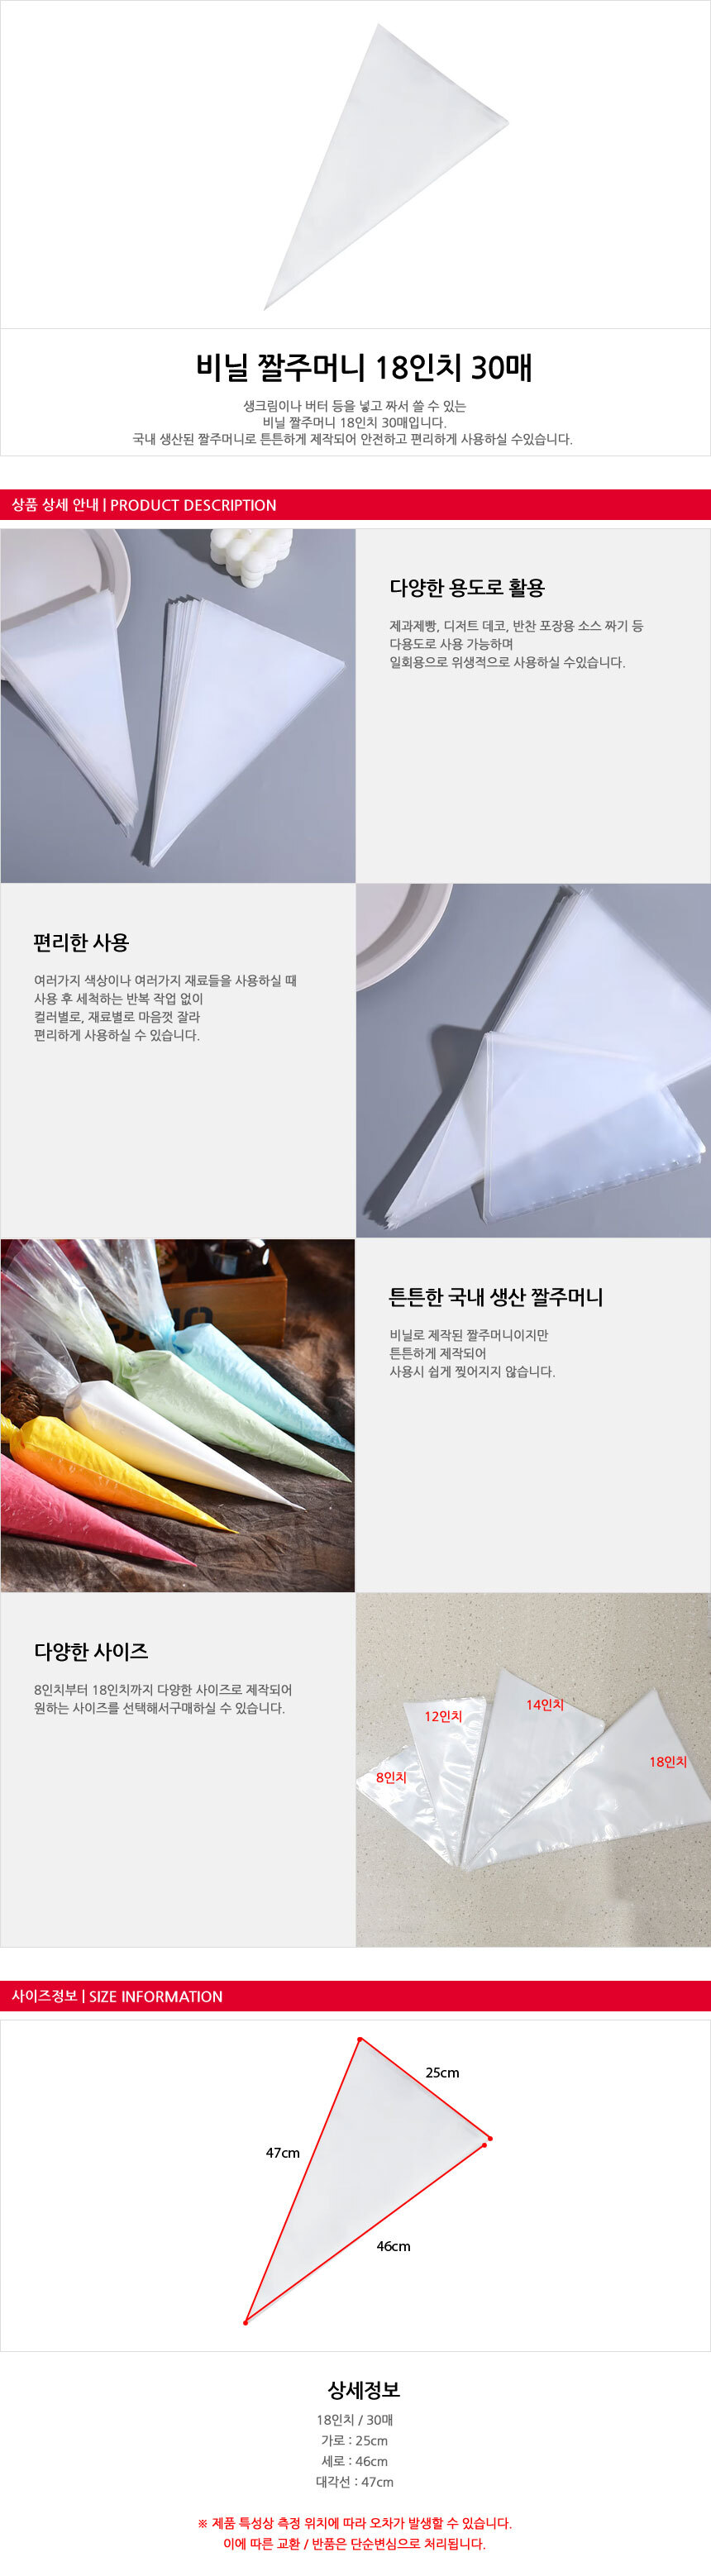 비닐 짤주머니 18인치 30매
생크림이나 버터 등을 넣고 짜서 쓸 수 있는
비닐 짤주머니 18인치 30매입니다.
국내 생산된 짤주머니로 튼튼하게 제작되어 안전하고 편리하게 사용하실 수있습니다.
상품 상세 안내 | PRODUCT DESCRIPTION
다양한 용도로 활용
제과제빵, 디저트 데코, 반찬 포장용 소스 짜기 등
다용도로 사용 가능하며
일회용으로 위생적으로 사용하실 수있습니다.
편리한 사용
여러가지 색상이나 여러가지 재료들을 사용하실 때
사용 후 세척하는 반복 작업 없이
컬러별로, 재료별로 마음껏 잘라
편리하게 사용하실 수 있습니다.
튼튼한 국내 생산 짤주머니
비닐로 제작된 짤주머니이지만
튼튼하게 제작되어
사용시 쉽게 찢어지지 않습니다.
다양한 사이즈
8인치부터 18인치까지 다양한 사이즈로 제작되어
원하는 사이즈를 선택해서구매하실 수 있습니다.
14인치
12인치
18인치
8인치
사이즈정보 | SIZE INFORMATION
25cm
47cm
46cm
상세정보
18인치 / 30매
가로 : 25cm
세로 : 46cm
대각선 : 47cm
※ 제품 특성상 측정 위치에 따라 오차가 발생할 수 있습니다.
이에 따른 교환 / 반품은 단순변심으로 처리됩니다.